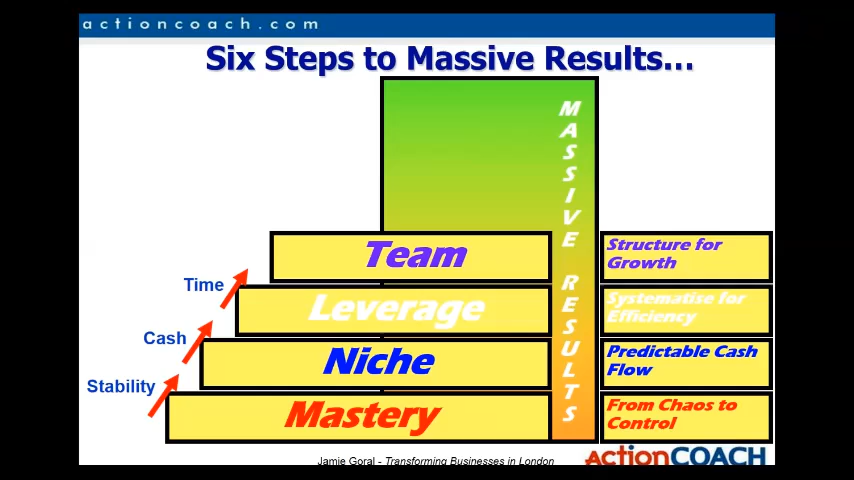 actioncoach.com
Six Steps to Massive Results...
MASSIVE RESULTS
Team
Structure for
Growth
Time
Leverage
Systematise for
Efficiency
Cash
Niche
Predictable Cash
Flow
Stability
Mastery
From Chaos to
Control
Jamie Goral - Transforming Businesses in London
ActionCOACH